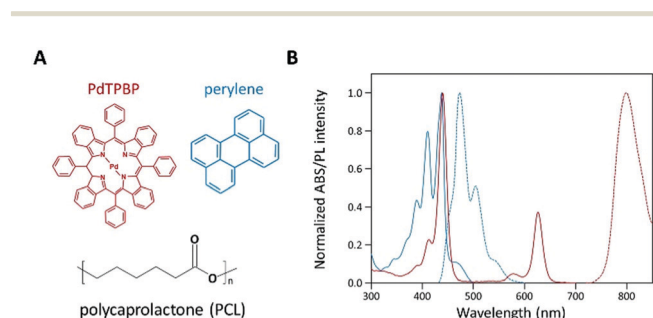 A
B
PdTPBP
perylene
N
N
Pd
N
N
O
O
n
polycaprolactone (PCL)
Normalized ABS/PL intensity
1.0
0.8
0.6
0.4
0.2
0.0
300 400 500 600 700 800
Wavelength (nm)